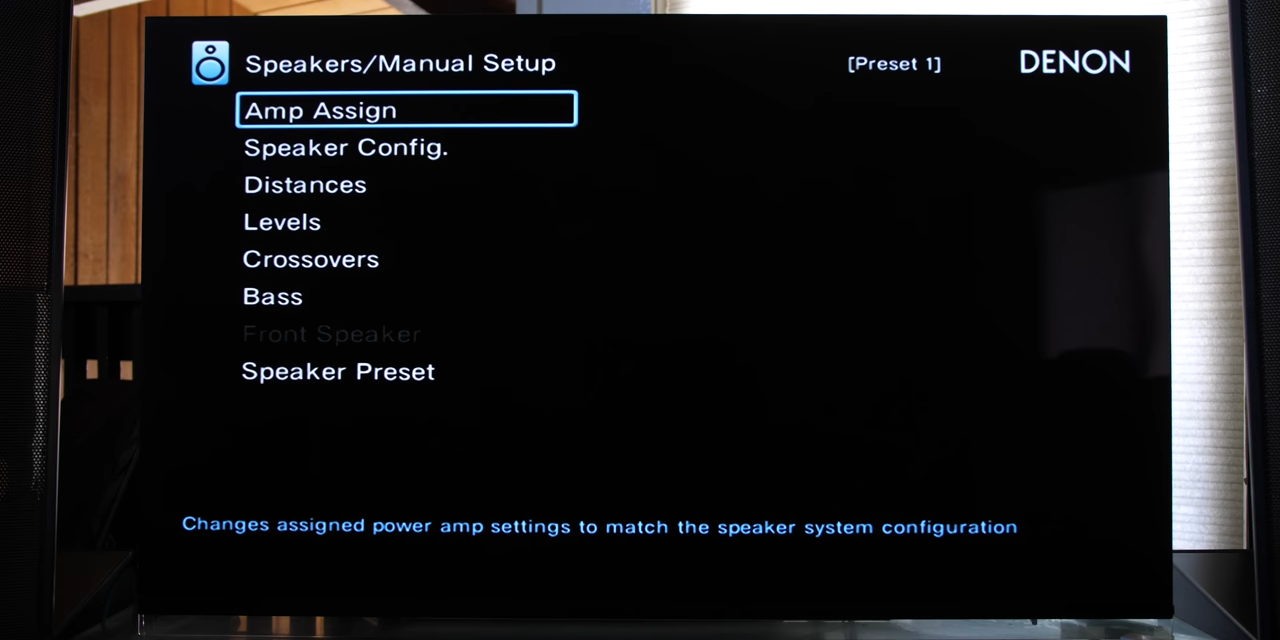 Speakers/Manual Setup [Preset 1] DENON
Amp Assign
Speaker Config.
Distances
Levels
Crossovers
Bass
Front Speaker
Speaker Preset
Changes assigned power amp settings to match the speaker system configuration